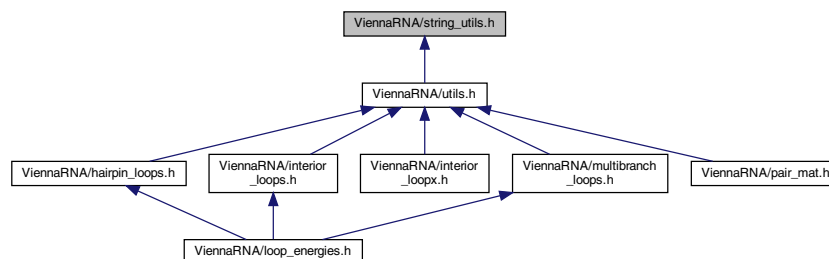 ViennaRNA/string_utils.h
ViennaRNA/utils.h
ViennaRNA/hairpin_loops.h
ViennaRNA/interior
_loops.h
ViennaRNA/interior
_loopx.h
ViennaRNA/multibranch
_loops.h
ViennaRNA/pair_mat.h
ViennaRNA/loop_energies.h